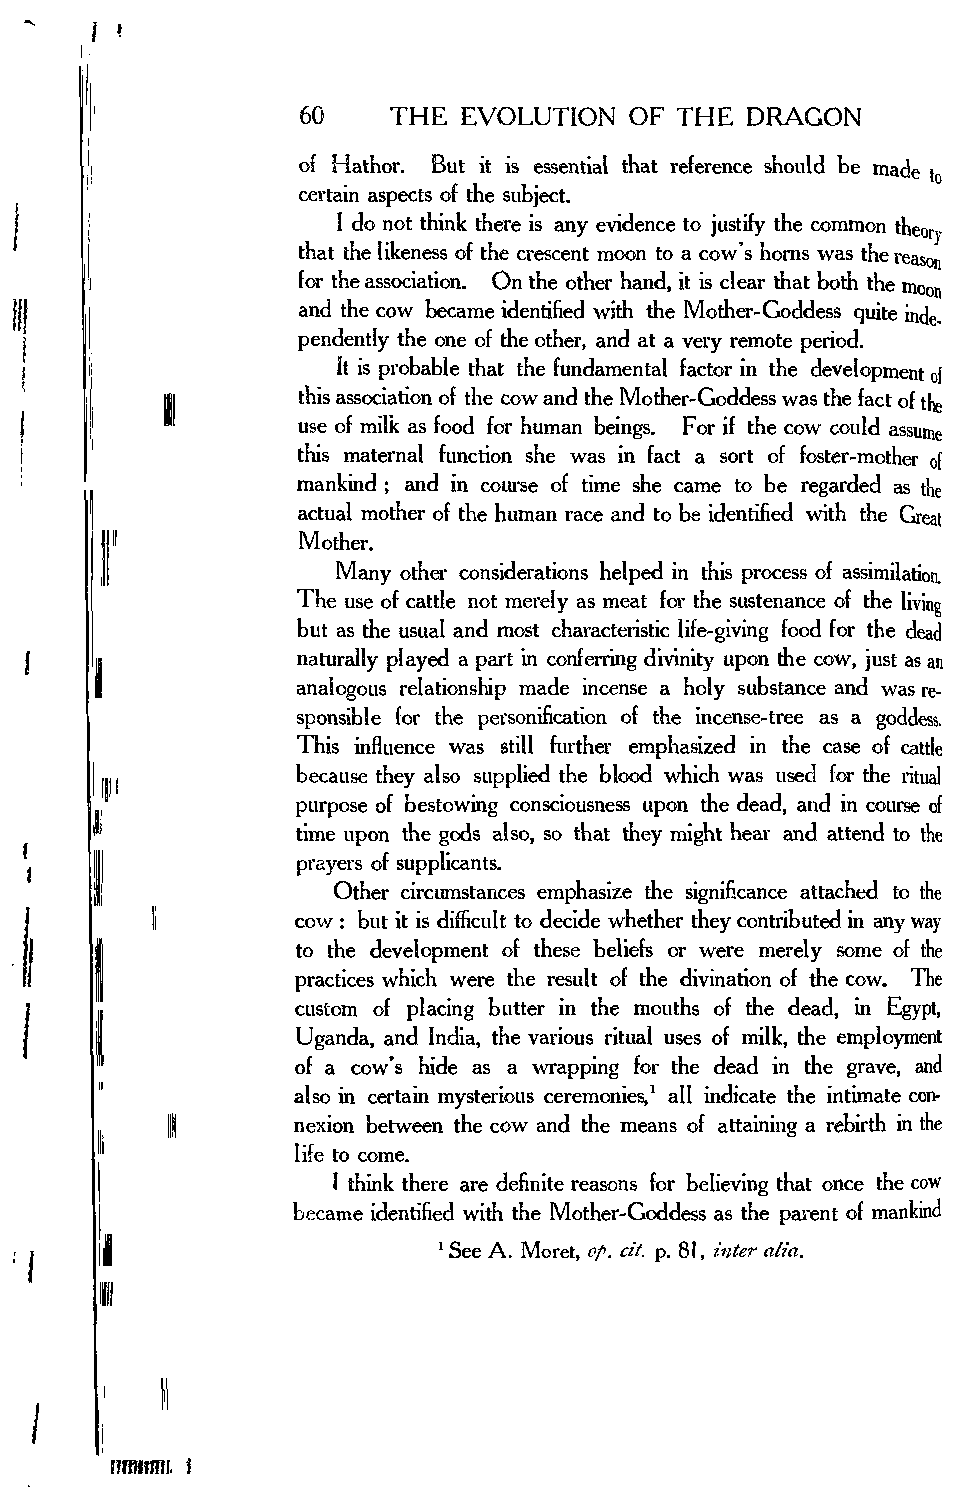 60 THE EVOLUTION OF THE DRAGON
of Hathor. But it is essential that reference should be made to
certain aspects of the subject.
I do not think there is any evidence to justify the common theory
that the likeness of the crescent moon to a cow's horns was the reason
for the association. On the other hand, it is clear that both the moon
and the cow became identified with the Mother-Goddess quite inde-
pendently the one of the other, and at a very remote period.
It is probable that the fundamental factor in the development of
this association of the cow and the Mother-Goddess was the fact of the
use of milk as food for human beings. For if the cow could assume
this maternal function she was in fact a sort of foster-mother of
mankind ; and in course of time she came to be regarded as the
actual mother of the human race and to be identified with the Great
Mother.
Many other considerations helped in this process of assimilation.
The use of cattle not merely as meat for the sustenance of the living
but as the usual and most characteristic life-giving food for the dead
naturally played a part in conferring divinity upon the cow, just as an
analogous relationship made incense a holy substance and was re-
sponsible for the personification of the incense-tree as a goddess.
This influence was still further emphasized in the case of cattle
because they also supplied the blood which was used for the ritual
purpose of bestowing consciousness upon the dead, and in course of
time upon the gods also, so that they might hear and attend to the
prayers of supplicants.
Other circumstances emphasize the significance attached to the
cow : but it is difficult to decide whether they contributed in any way
to the development of these beliefs or were merely some of the
practices which were the result of the divination of the cow. The
custom of placing butter in the mouths of the dead, in Egypt,
Uganda, and India, the various ritual uses of milk, the employment
of a cow's hide as a wrapping for the dead in the grave, and
also in certain mysterious ceremonies,¹ all indicate the intimate con-
nexion between the cow and the means of attaining a rebirth in the
life to come.
I think there are definite reasons for believing that once the cow
became identified with the Mother-Goddess as the parent of mankind
¹ See A. Moret, op. cit. p. 81, inter alia.